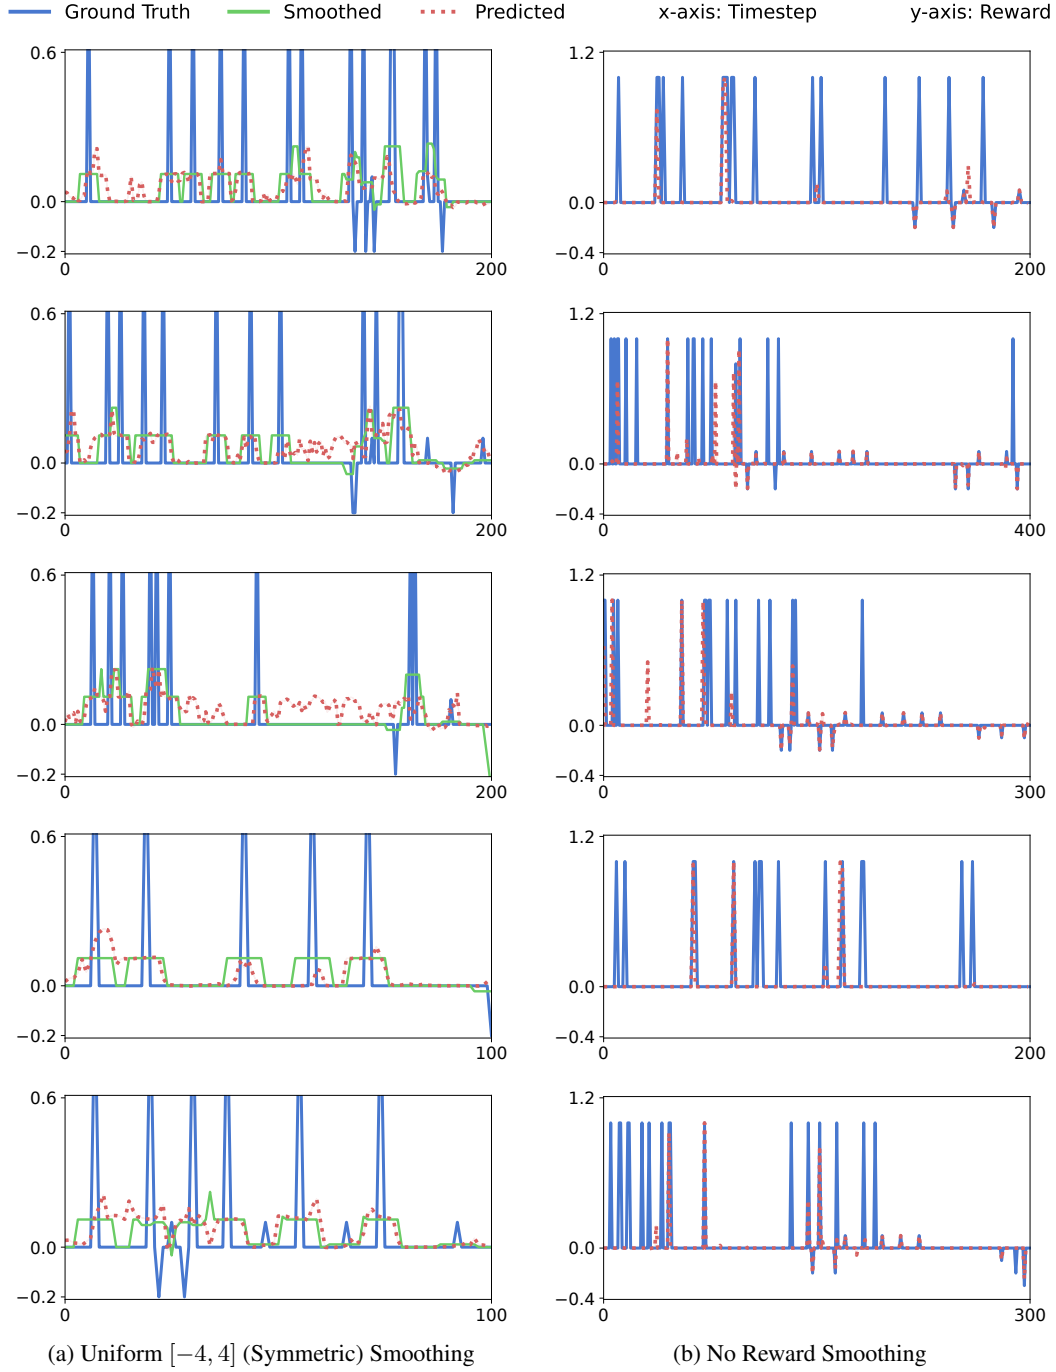 Ground Truth Smoothed Predicted x-axis: Timestep y-axis: Reward
0.6 1.2
0.0 0.0
−0.2 −0.4
0 200 0 200
0.6 1.2
0.0 0.0
−0.2 −0.4
0 200 0 400
0.6 1.2
0.0 0.0
−0.2 −0.4
0 200 0 300
0.6 1.2
0.0 0.0
−0.2 −0.4
0 100 0 200
0.6 1.2
0.0 0.0
−0.2 −0.4
0 100 0 300
(a) Uniform [−4, 4] (Symmetric) Smoothing (b) No Reward Smoothing